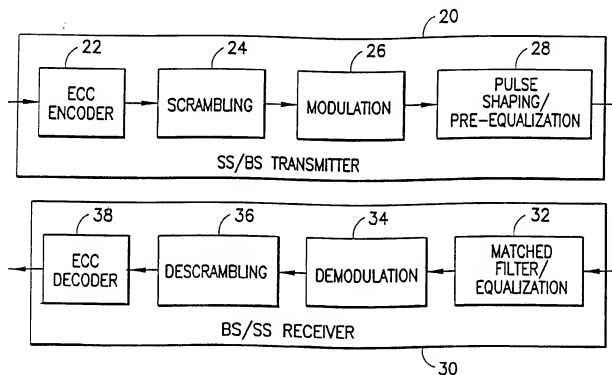 20
22
24
26
28
ECC
ENCODER
SCRAMBLING
MODULATION
PULSE
SHAPING/
PRE-EQUALIZATION
SS/BS TRANSMITTER
38
36
34
32
ECC
DECODER
DESCRAMBLING
DEMODULATION
MATCHED
FILTER/
EQUALIZATION
BS/SS RECEIVER
30